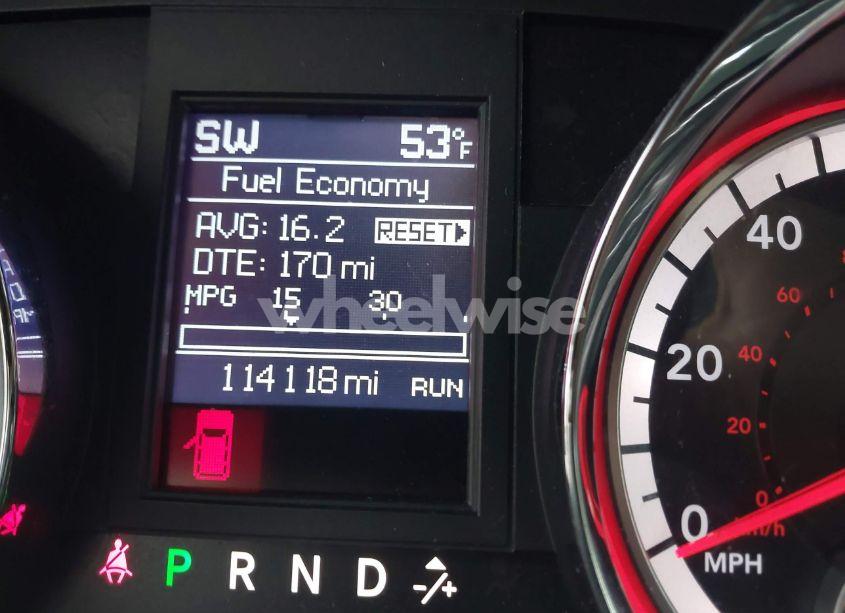 SW 53°F
Fuel Economy
AVG: 16.2 RESET
DTE: 170 mi
MPG 15 30
wheelwise
114118 mi RUN
P R N D -/+
40
60
20
40
20
0
0
km/h
MPH